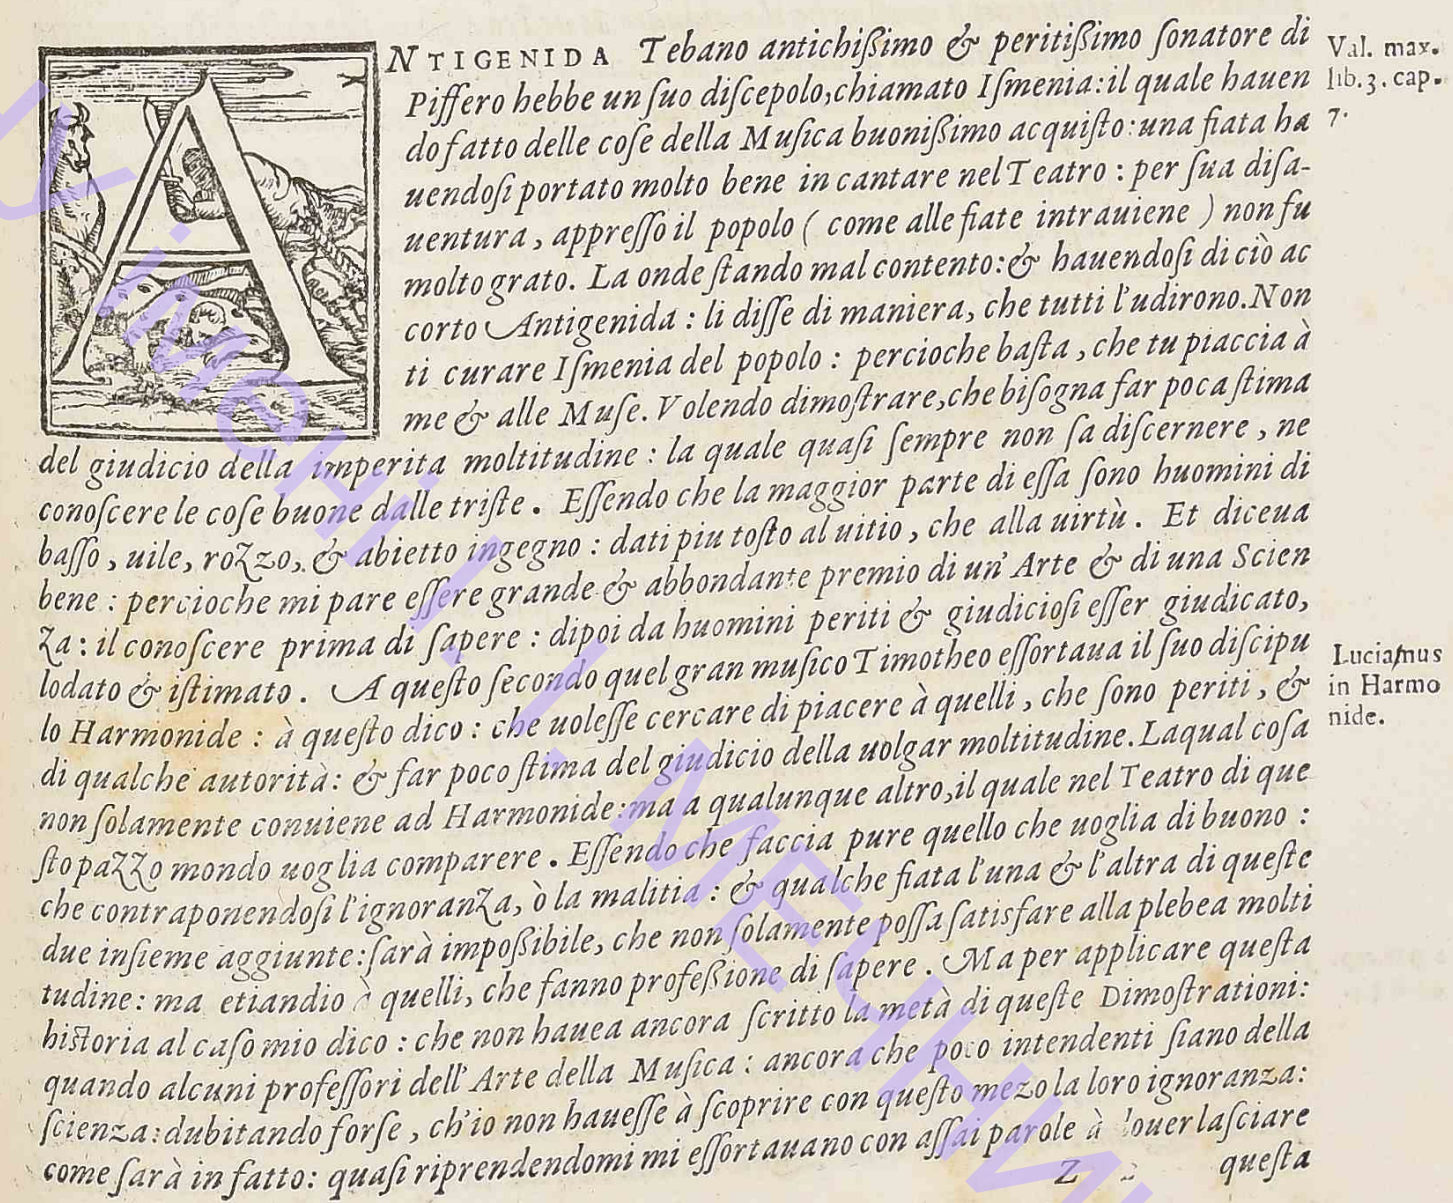 ANTIGENIDA Tebano antichißimo & peritißimo ſonatore di
Piffero hebbe un ſuo diſcepolo,chiamato Iſmenia:il quale hauen
do fatto delle coſe della Muſica buonißimo acquiſto:una fiata ha
uendoſi portato molto bene in cantare nel Teatro : per ſua diſa-
uentura, appreſſo il popolo ( come alle fiate intrauiene ) non fu
molto grato. La onde ſtando mal contento:& hauendoſi di ciò ac
corto Antigenida : li diſſe di maniera, che tutti l'udirono.Non
ti curare Iſmenia del popolo : percioche baſta , che tu piaccia à
me & alle Muſe. Volendo dimoſtrare,che biſogna far poca ſtima
del giudicio della imperita moltitudine : la quale quaſi ſempre non ſa diſcernere , ne
conoſcere le coſe buone dalle triſte . Eſſendo che la maggior parte di eſſa ſono huomini di
baſſo , uile, rozzo, & abietto ingegno : dati piu toſto al uitio , che alla uirtù . Et diceua
bene : percioche mi pare eſſere grande & abbondante premio di un' Arte & di una Scien
za : il conoſcere prima di ſapere : dipoi da huomini periti & giudicioſi eſſer giudicato,
lodato & iſtimato . A queſto ſecondo quel gran muſico Timotheo eſſortaua il ſuo diſcipu
lo Harmonide : à queſto dico : che uoleſſe cercare di piacere à quelli , che ſono periti , &
di qualche autorità: & far poco ſtima del giudicio della uolgar moltitudine. Laqual coſa
non ſolamente conuiene ad Harmonide:ma a qualunque altro,il quale nel Teatro di que
ſto pazzo mondo uoglia comparere . Eſſendo che faccia pure quello che uoglia di buono :
che contraponendoſi l'ignoranza, ò la malitia : & qualche fiata l'una & l'altra di queſte
due inſieme aggiunte:ſarà impoßibile, che non ſolamente poſſa ſatisfare alla plebea molti
tudine: ma etiandio à quelli, che fanno profeßione di ſapere . Ma per applicare queſta
hiſtoria al caſo mio dico : che non hauea ancora ſcritto la metà di queſte Dimoſtrationi:
quando alcuni profeſſori dell' Arte della Muſica : ancora che poco intendenti ſiano della
ſcienza:dubitando forſe , ch'io non haueſſe à ſcoprire con queſto mezo la loro ignoranza:
come ſarà in fatto: quaſi riprendendomi mi eſſortauano con aſſai parole à douer laſciare
Z queſta
Val. max.
lib. 3. cap.
7.
Lucianus
in Harmo
nide.